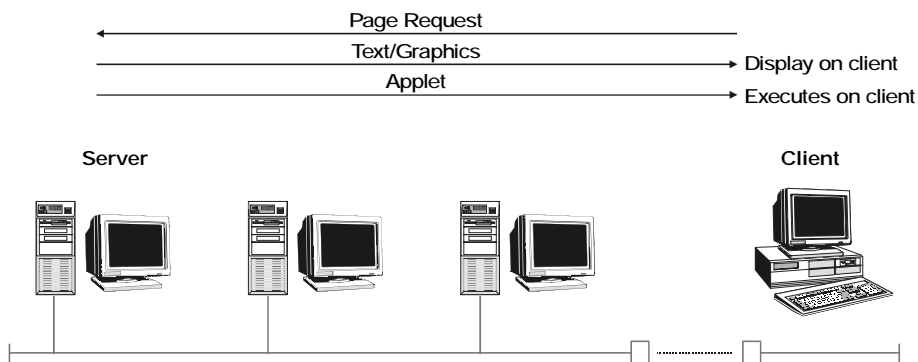 Page Request
Text/Graphics
Display on client
Applet
Executes on client
Server
Client